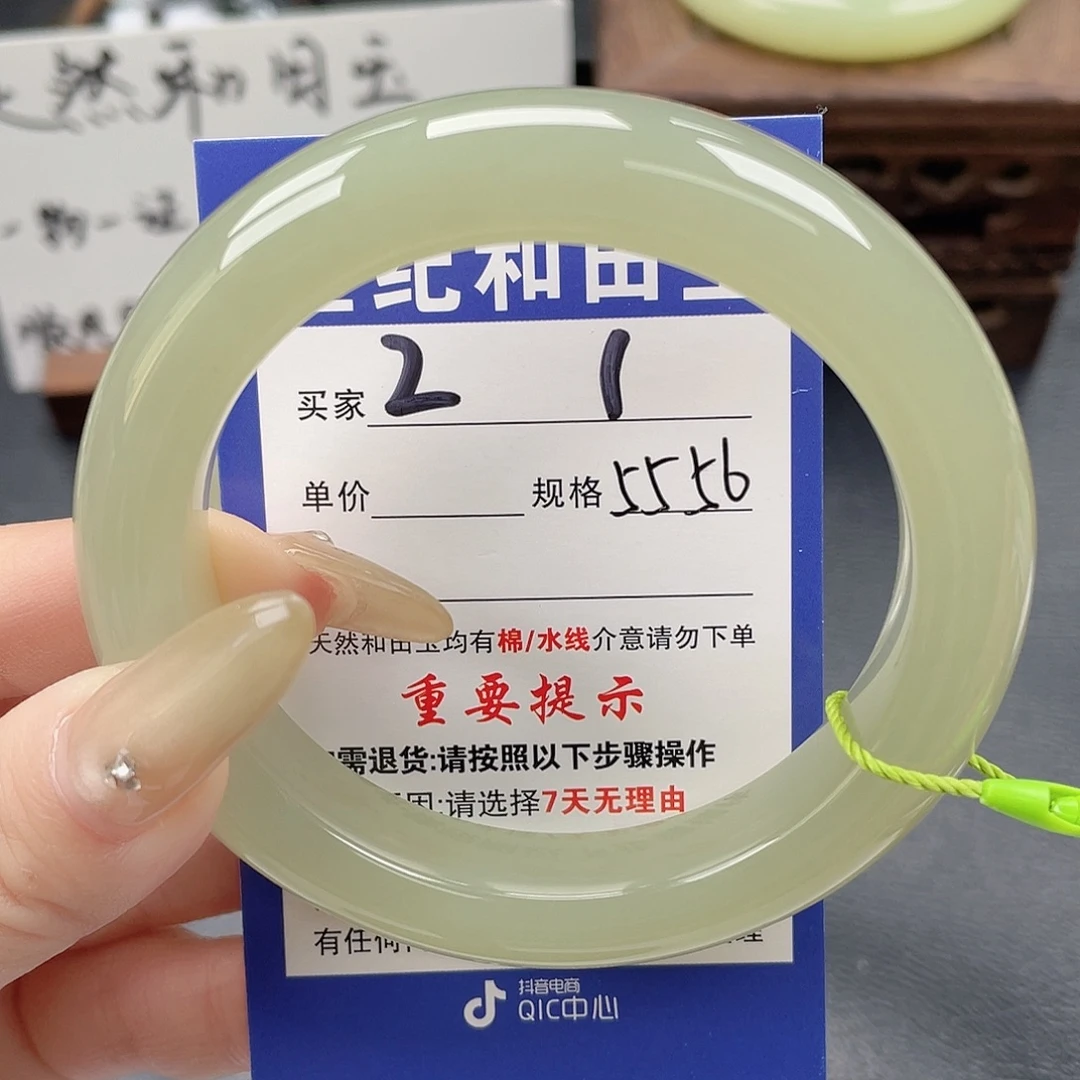 然和田玉
一物一证
纪和田
买家 2 1
单价 规格 5556
天然和田玉均有棉/水线介意请勿下单
重要提示
需退货:请按照以下步骤操作
因:请选择7天无理由
有任何
抖音电商
QIC中心